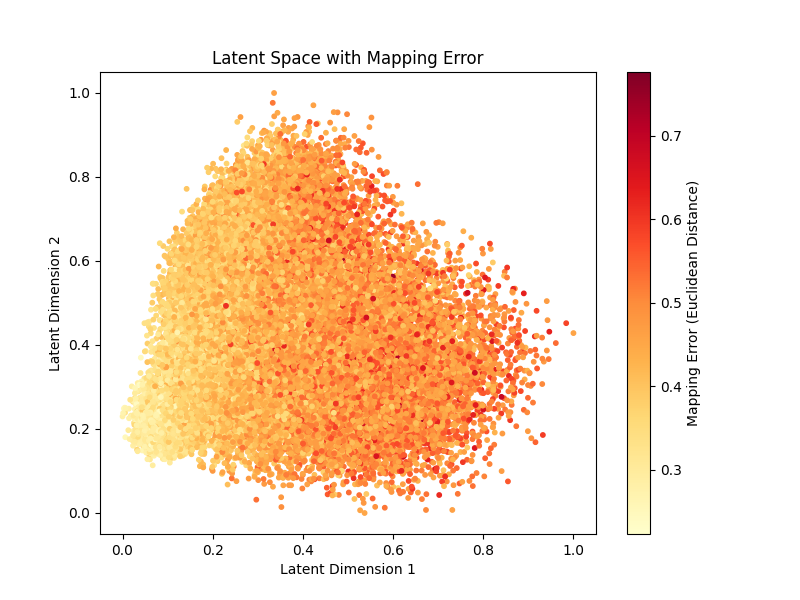 Latent Space with Mapping Error
1.0
0.8
0.6
0.4
0.2
0.0
Latent Dimension 2
0.0 0.2 0.4 0.6 0.8 1.0
Latent Dimension 1
0.7
0.6
0.5
0.4
0.3
Mapping Error (Euclidean Distance)